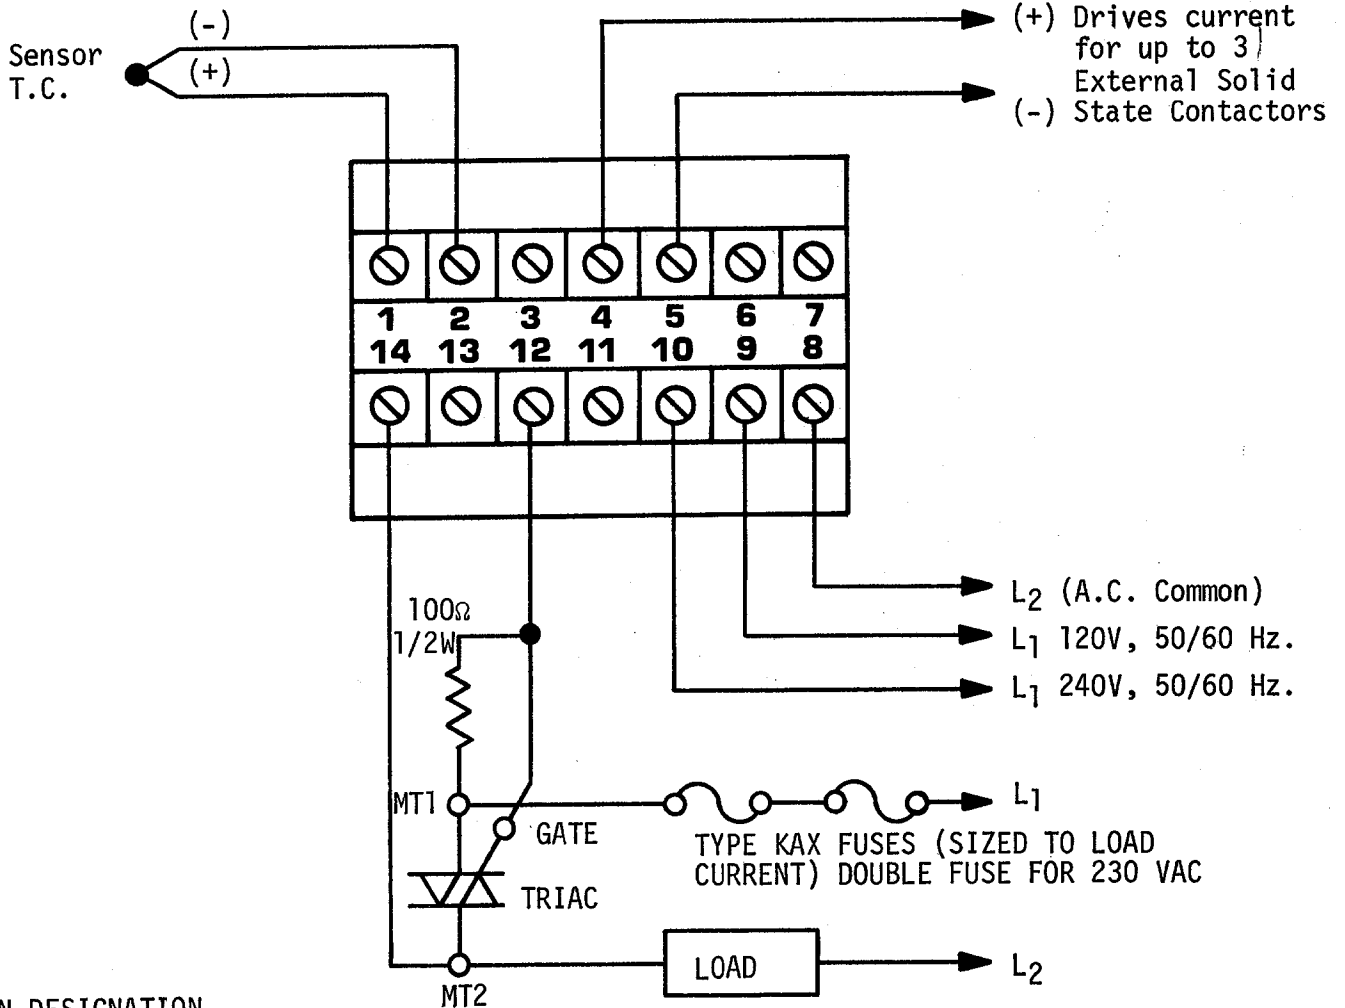 (-)
Sensor
T.C.
(+)
(+) Drives current
for up to 3
External Solid
(-) State Contactors
1 2 3 4 5 6 7
14 13 12 11 10 9 8
100Ω
1/2W
L2 (A.C. Common)
L1 120V, 50/60 Hz.
L1 240V, 50/60 Hz.
MT1
L1
GATE
TYPE KAX FUSES (SIZED TO LOAD
CURRENT) DOUBLE FUSE FOR 230 VAC
TRIAC
LOAD
L2
MT2
N DESIGNATION